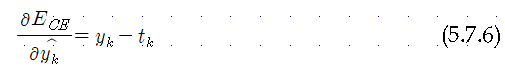 ∂E_CE / ∂ŷ_k = y_k − t_k (5.7.6)